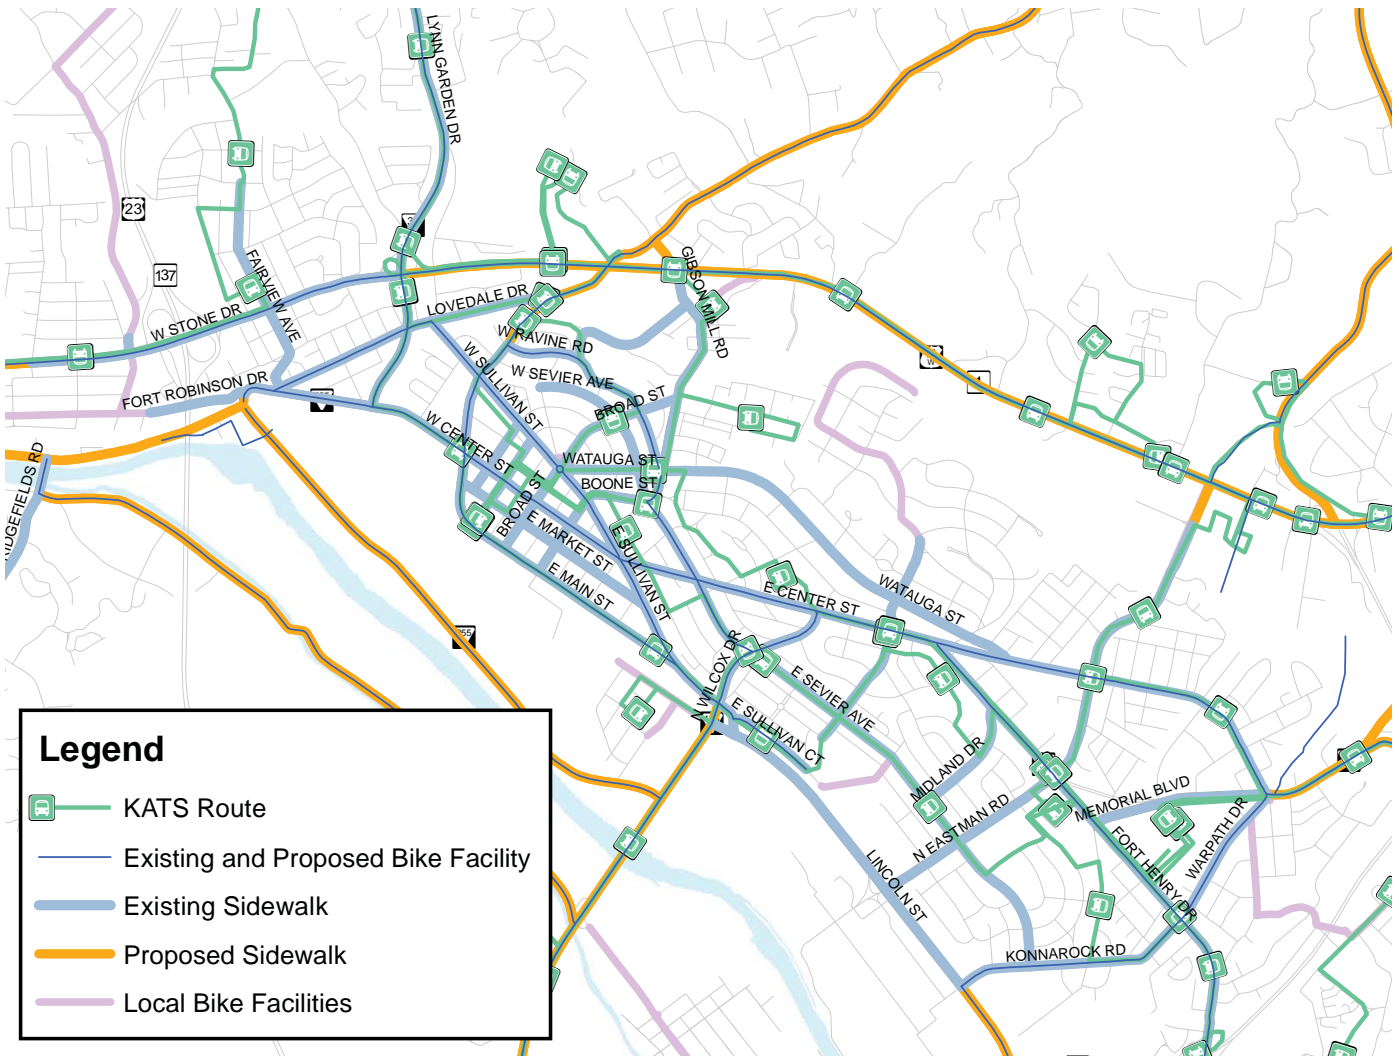 LYNN GARDEN DR
23
137
FAIRVIEW AVE
GIBSON MILL RD
W STONE DR
LOVEDALE DR
W RAVINE RD
FORT ROBINSON DR
W SULLIVAN ST
W SEVIER AVE
BROAD ST
W CENTER ST
WATAUGA ST
BOONE ST
RIDGEFIELDS RD
BROAD ST
E MARKET ST
E SULLIVAN ST
E MAIN ST
E CENTER ST
WATAUGA ST
N WILCOX DR
E SEVIER AVE
E SULLIVAN CT
MIDLAND DR
N EASTMAN RD
MEMORIAL BLVD
WARPATH DR
FORT HENRY DR
LINCOLN ST
KONNAROCK RD
Legend
KATS Route
Existing and Proposed Bike Facility
Existing Sidewalk
Proposed Sidewalk
Local Bike Facilities